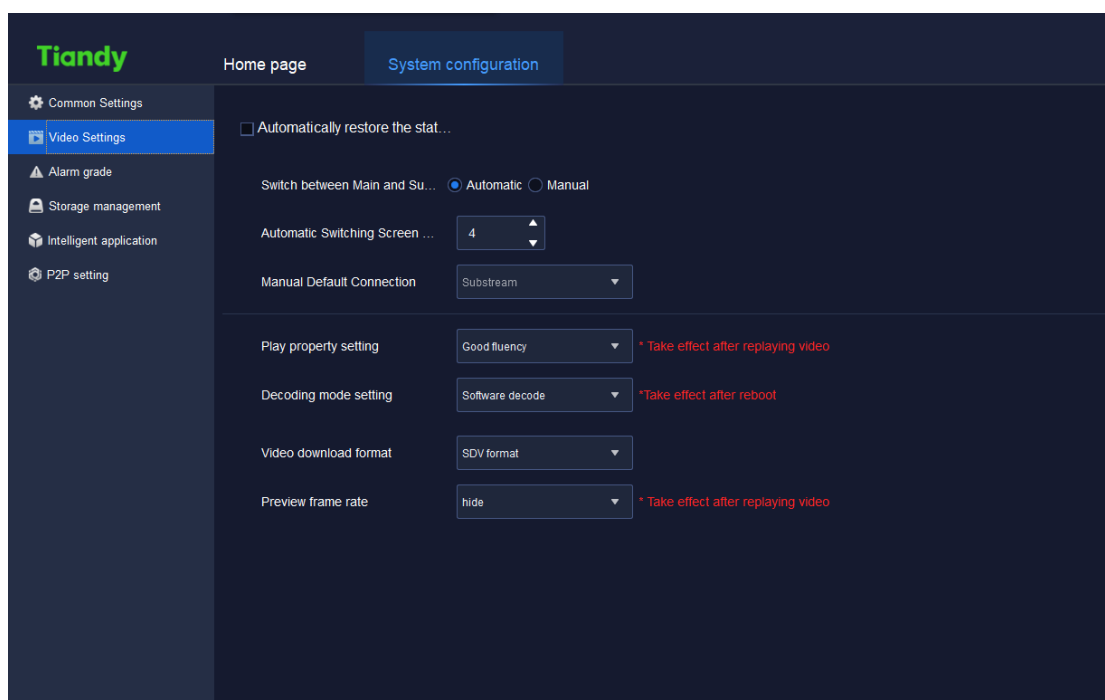 Tiandy
Home page
System configuration
Common Settings
Video Settings
Alarm grade
Storage management
Intelligent application
P2P setting
Automatically restore the stat...
Switch between Main and Su... Automatic Manual
Automatic Switching Screen ... 4
Manual Default Connection Substream
Play property setting Good fluency * Take effect after replaying video
Decoding mode setting Software decode *Take effect after reboot
Video download format SDV format
Preview frame rate hide * Take effect after replaying video